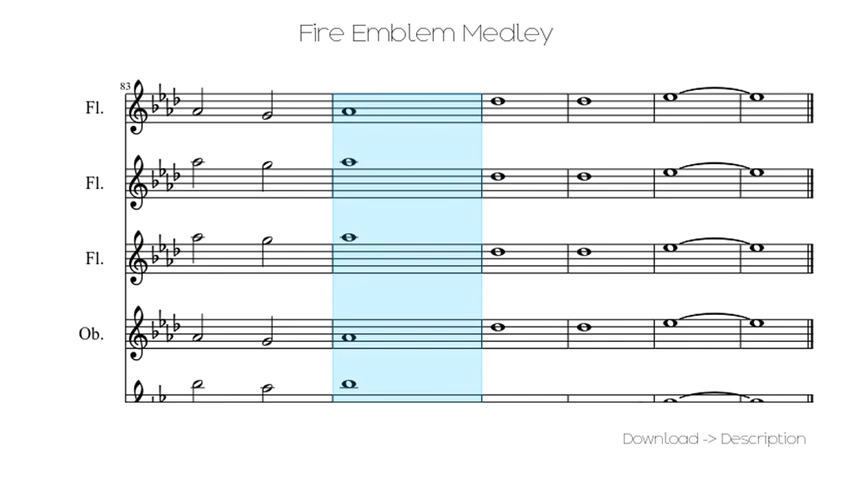 Fire Emblem Medley
83
Fl.
Fl.
Fl.
Ob.
Download -> Description